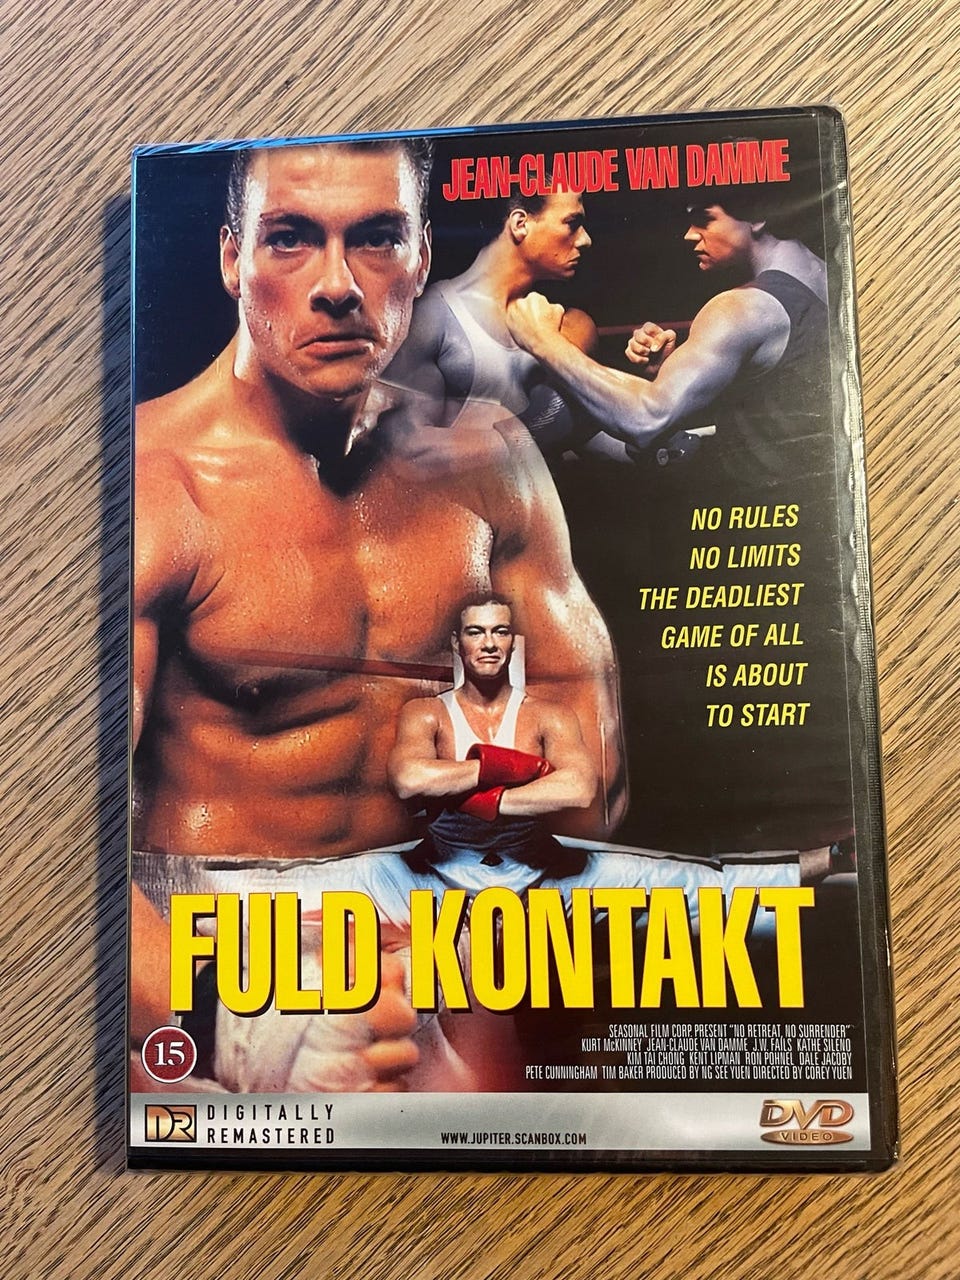 JEAN-CLAUDE VAN DAMME
NO RULES
NO LIMITS
THE DEADLIEST
GAME OF ALL
IS ABOUT
TO START
FULD KONTAKT
SEASONAL FILM CORP PRESENT "NO RETREAT, NO SURRENDER"
KURT McKINNEY JEAN-CLAUDE VAN DAMME J.W. FAILS KATHE SILENO
KIM TAI CHONG KENT LIPMAN RON POHNEL DALE JACOBY
PETE CUNNINGHAM TIM BAKER PRODUCED BY NG SEE YUEN DIRECTED BY COREY YUEN
15
DR DIGITALLY
REMASTERED
WWW.JUPITER.SCANBOX.COM
DVD
VIDEO